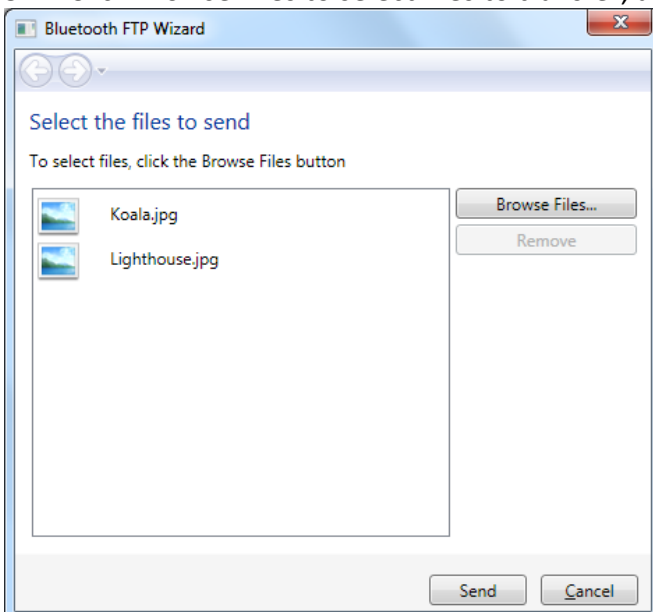 Bluetooth FTP Wizard
Select the files to send
To select files, click the Browse Files button
Koala.jpg
Browse Files...
Remove
Lighthouse.jpg
Send
Cancel